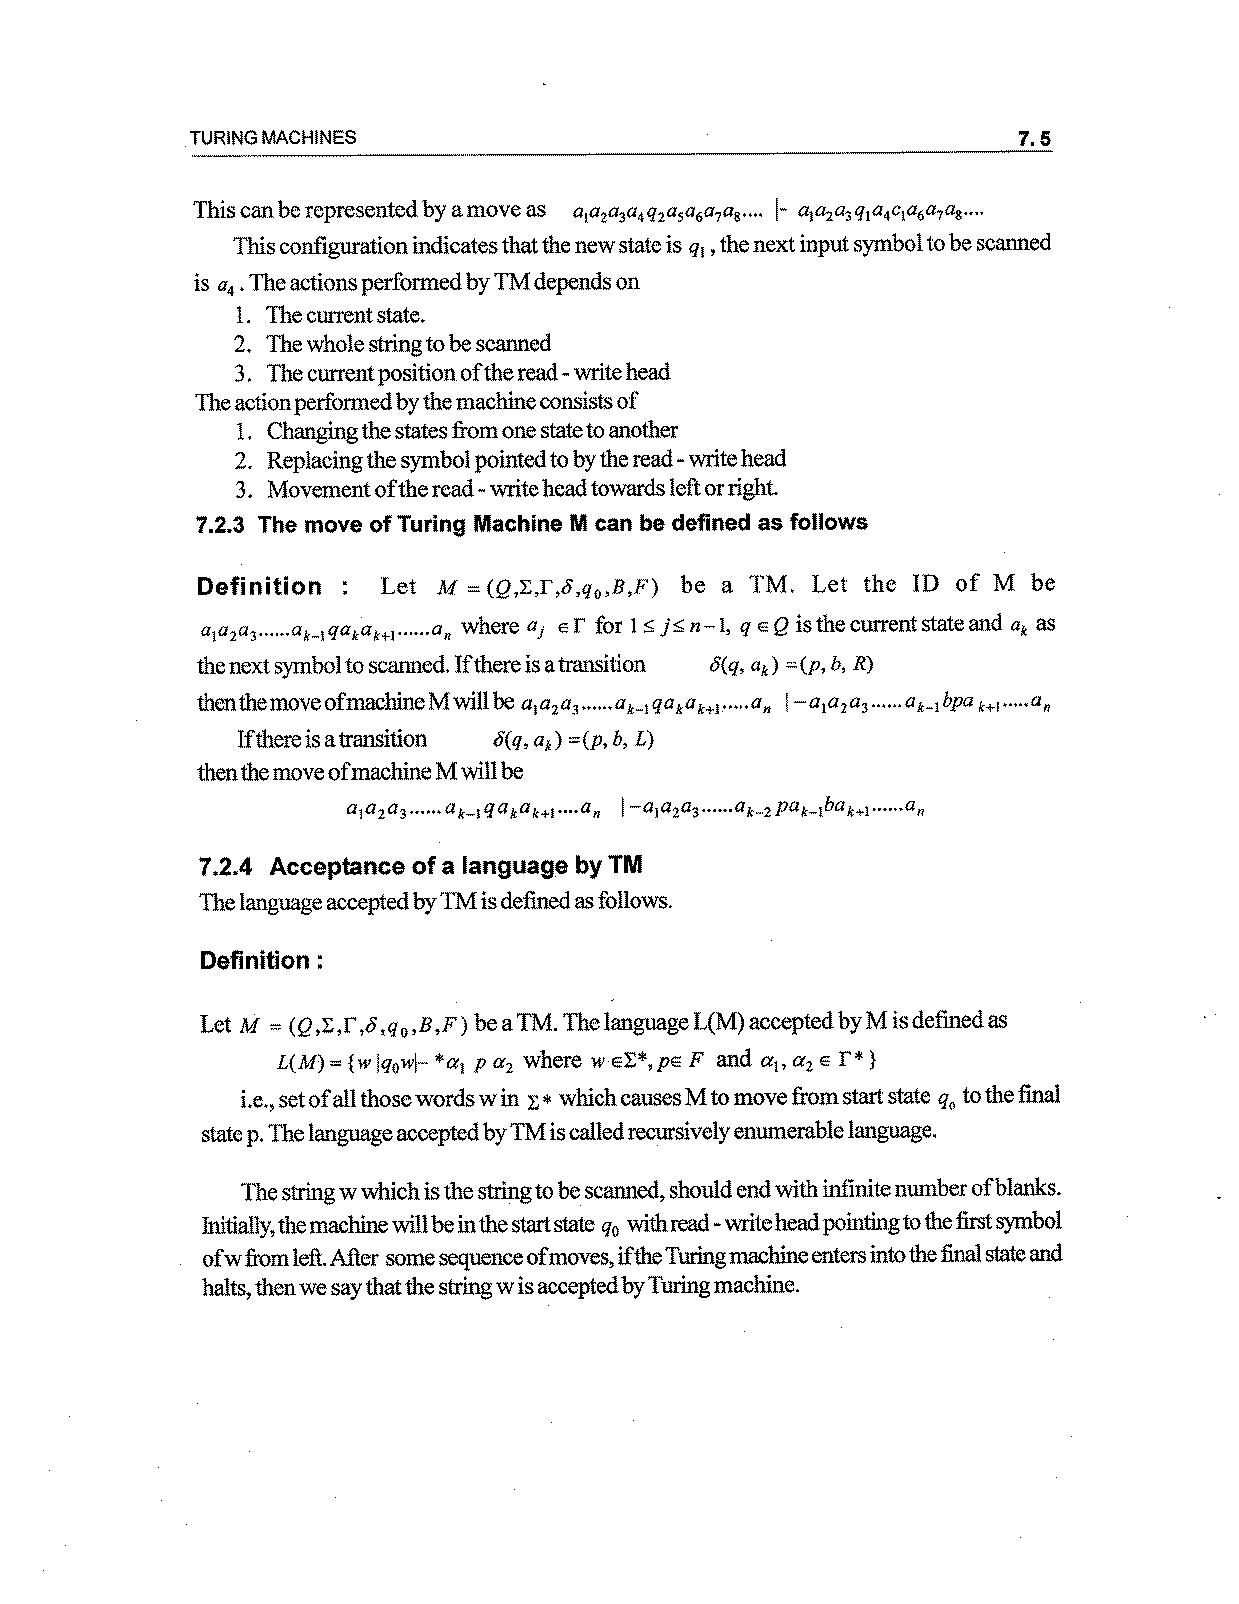 TURING MACHINES 7.5
This can be represented by a move as a₁a₂a₃a₄q₂a₅a₆a₇a₈.... |- a₁a₂a₃q₁a₄c₁a₆a₇a₈....
This configuration indicates that the new state is q₁, the next input symbol to be scanned
is a₄. The actions performed by TM depends on
1. The current state.
2. The whole string to be scanned
3. The current position of the read - write head
The action performed by the machine consists of
1. Changing the states from one state to another
2. Replacing the symbol pointed to by the read - write head
3. Movement of the read - write head towards left or right.
7.2.3 The move of Turing Machine M can be defined as follows
Definition : Let M = (Q,Σ,Γ,δ,q₀,B,F) be a TM. Let the ID of M be
a₁a₂a₃......aₖ₋₁qaₖaₖ₊₁......aₙ where aⱼ ∈Γ for 1 ≤ j ≤ n-1, q ∈ Q is the current state and aₖ as
the next symbol to scanned. If there is a transition δ(q, aₖ) =(p, b, R)
then the move of machine M will be a₁a₂a₃......aₖ₋₁qaₖaₖ₊₁.....aₙ |-a₁a₂a₃......aₖ₋₁bpaₖ₊₁.....aₙ
If there is a transition δ(q, aₖ) =(p, b, L)
then the move of machine M will be
a₁a₂a₃......aₖ₋₁qaₖaₖ₊₁....aₙ |-a₁a₂a₃......aₖ₋₂paₖ₋₁baₖ₊₁......aₙ
7.2.4 Acceptance of a language by TM
The language accepted by TM is defined as follows.
Definition :
Let M = (Q,Σ,Γ,δ,q₀,B,F) be a TM. The language L(M) accepted by M is defined as
L(M) = {w |q₀w|- *α₁ p α₂ where w ∈Σ*, p∈ F and α₁, α₂ ∈ Γ* }
i.e., set of all those words w in Σ* which causes M to move from start state q₀ to the final
state p. The language accepted by TM is called recursively enumerable language.
The string w which is the string to be scanned, should end with infinite number of blanks.
Initially, the machine will be in the start state q₀ with read - write head pointing to the first symbol
of w from left. After some sequence of moves, if the Turing machine enters into the final state and
halts, then we say that the string w is accepted by Turing machine.